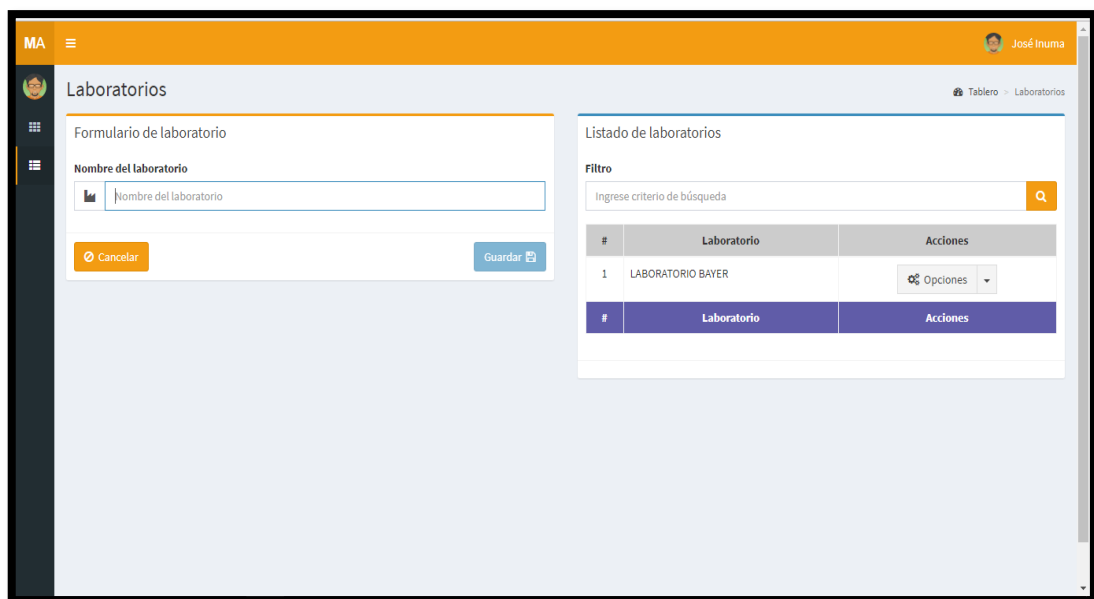 MA
José Inuma
Laboratorios
Tablero > Laboratorios
Formulario de laboratorio
Nombre del laboratorio
Nombre del laboratorio
Cancelar
Guardar
Listado de laboratorios
Filtro
Ingrese criterio de búsqueda
# Laboratorio Acciones
1 LABORATORIO BAYER Opciones
# Laboratorio Acciones